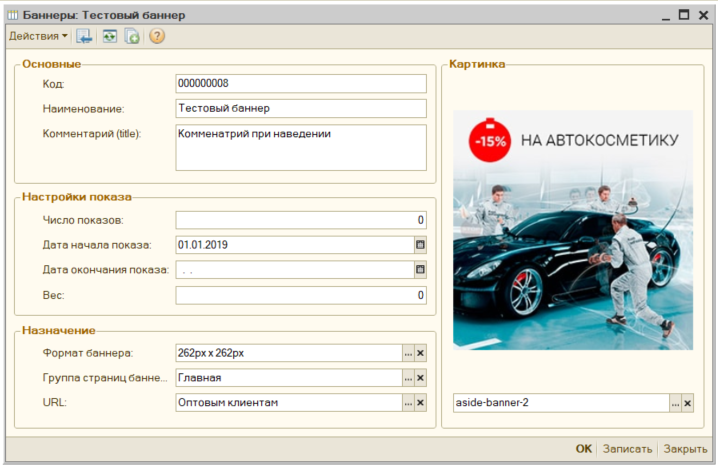 Баннеры: Тестовый баннер
Действия
Основные
Код: 000000008
Наименование: Тестовый баннер
Комментарий (title): Комменатрий при наведении
Настройки показа
Число показов: 0
Дата начала показа: 01.01.2019
Дата окончания показа: . .
Вес: 0
Назначение
Формат баннера: 262px x 262px ... ×
Группа страниц банне... Главная ... ×
URL: Оптовым клиентам ... ×
Картинка
-15% НА АВТОКОСМЕТИКУ
aside-banner-2 ... ×
OK Записать Закрыть